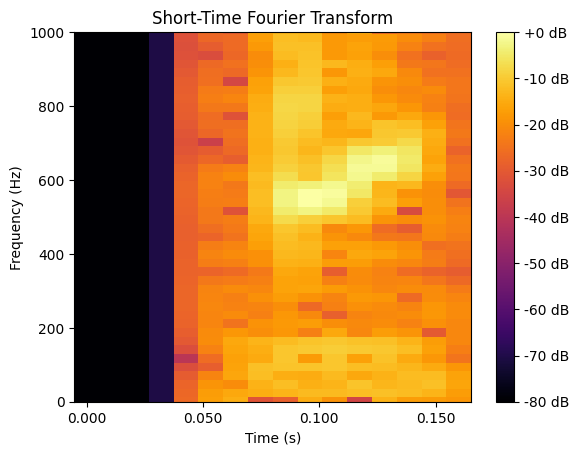 Short-Time Fourier Transform
1000
800
600
400
200
0
Frequency (Hz)
0.000
0.050
0.100
0.150
Time (s)
+0 dB
-10 dB
-20 dB
-30 dB
-40 dB
-50 dB
-60 dB
-70 dB
-80 dB